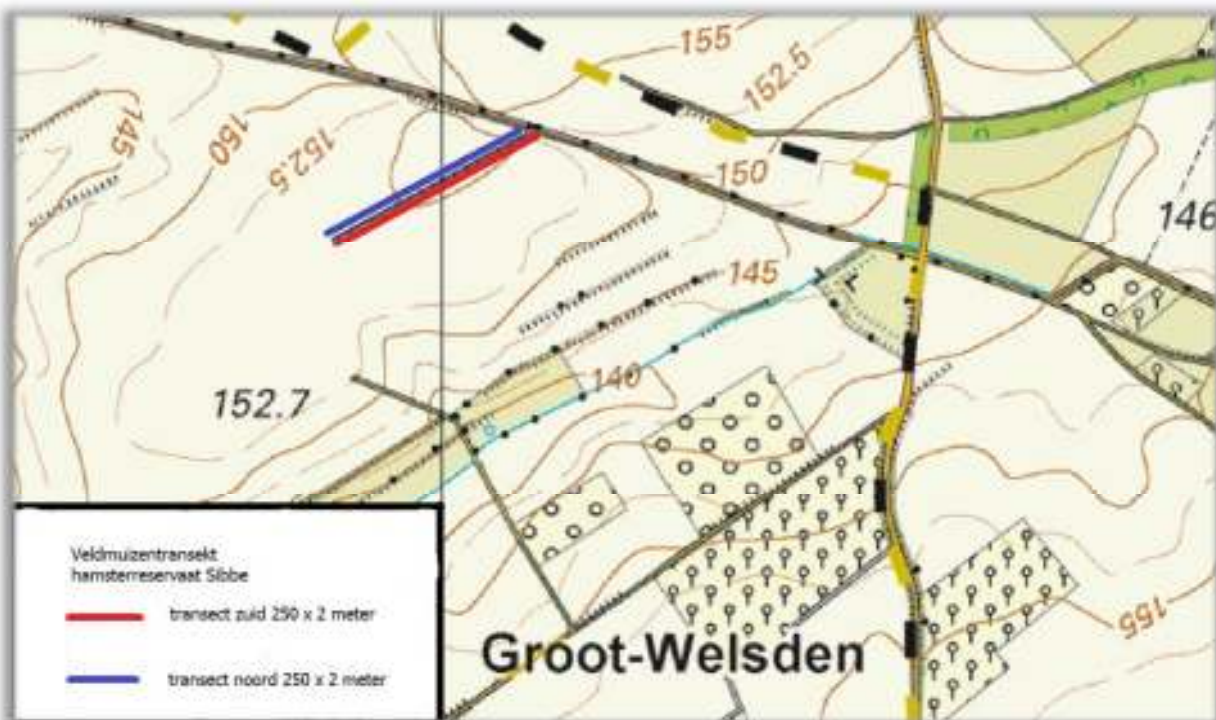 155
152.5
145
150
152.5
150
146
145
140
152.7
Veldmuizentransekt
hamsterreservaat Sibbe
transect zuid 250 x 2 meter
transect noord 250 x 2 meter
Groot-Welsden
155